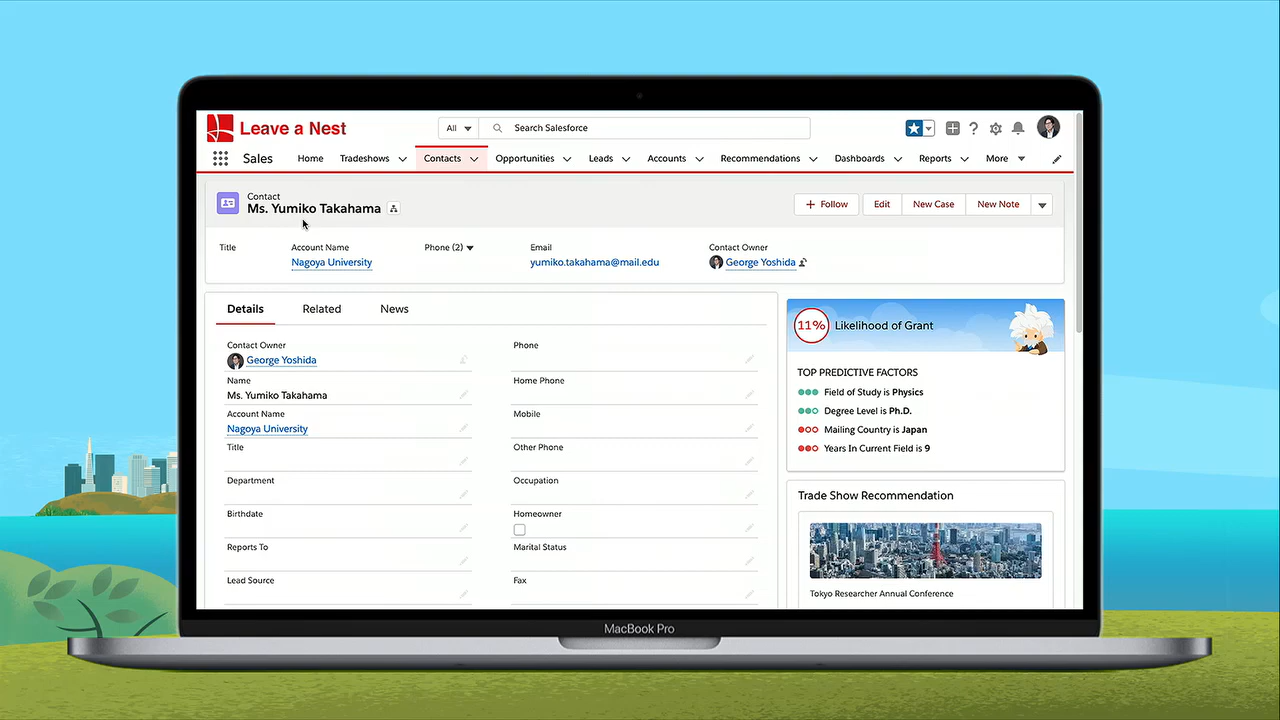 Leave a Nest
All
Search Salesforce
Sales
Home
Tradeshows
Contacts
Opportunities
Leads
Accounts
Recommendations
Dashboards
Reports
More
Contact
Ms. Yumiko Takahama
Follow
Edit
New Case
New Note
Title
Account Name
Nagoya University
Phone (2)
Email
yumiko.takahama@mail.edu
Contact Owner
George Yoshida
Details
Related
News
Contact Owner
George Yoshida
Name
Ms. Yumiko Takahama
Account Name
Nagoya University
Title
Department
Birthdate
Reports To
Lead Source
Phone
Home Phone
Mobile
Other Phone
Occupation
Homeowner
Marital Status
Fax
11%
Likelihood of Grant
TOP PREDICTIVE FACTORS
Field of Study is Physics
Degree Level is Ph.D.
Mailing Country is Japan
Years In Current Field is 9
Trade Show Recommendation
Tokyo Researcher Annual Conference
MacBook Pro